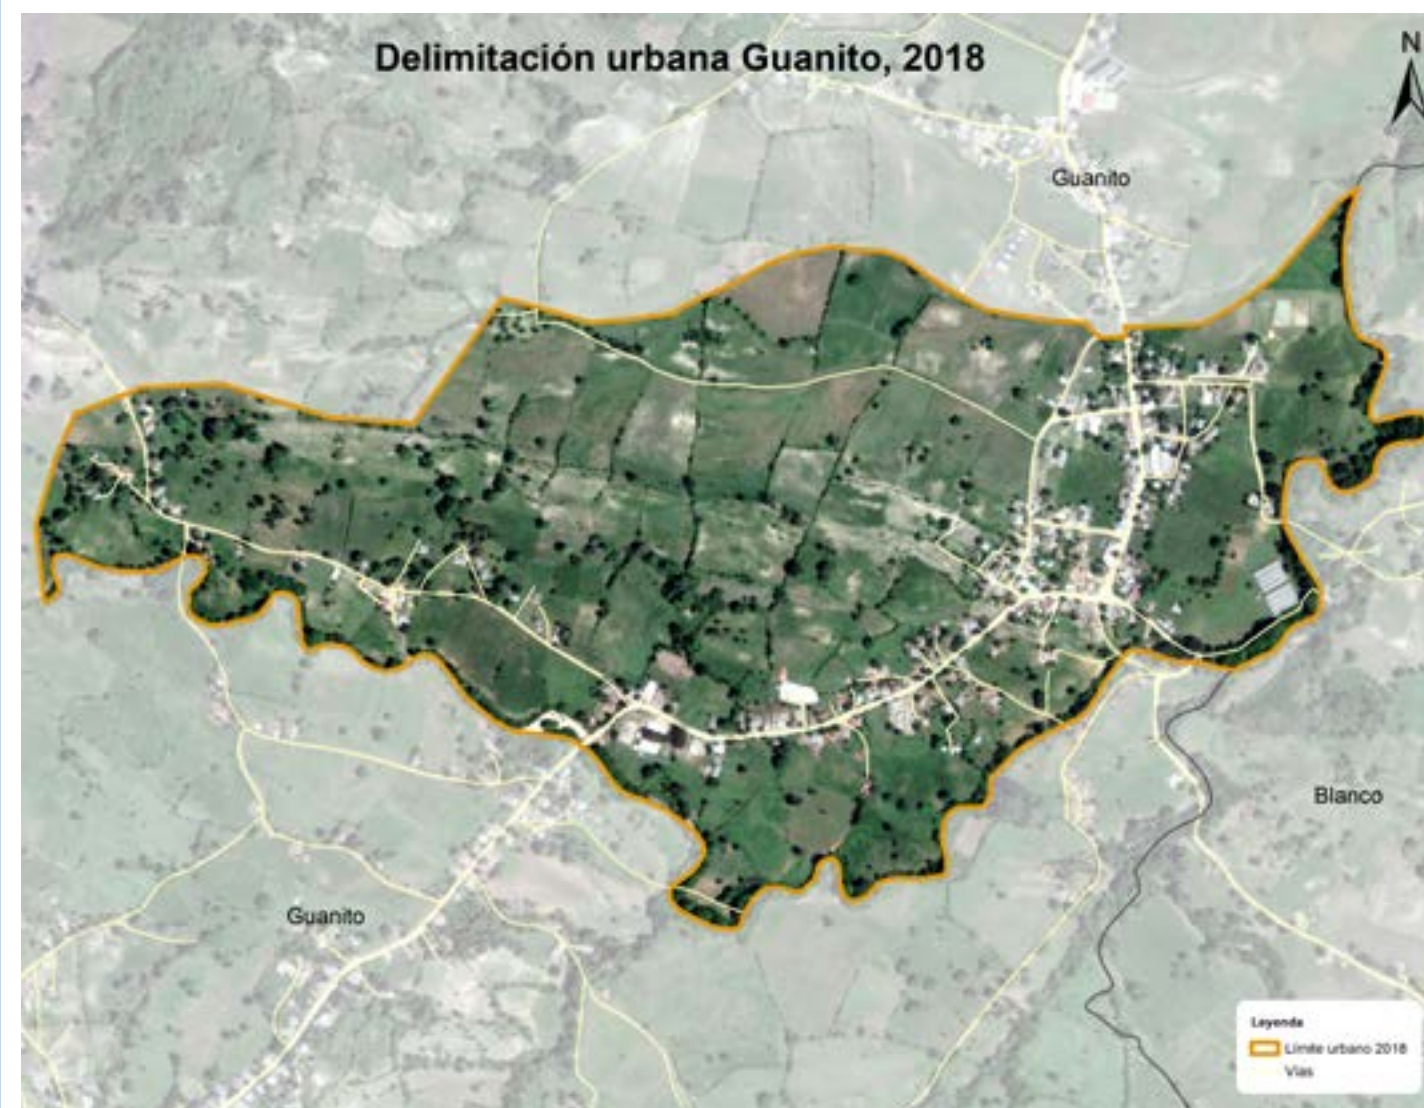 Delimitación urbana Guanito, 2018
N
Guanito
Blanco
Guanito
Leyenda
Límite urbano 2018
Vías